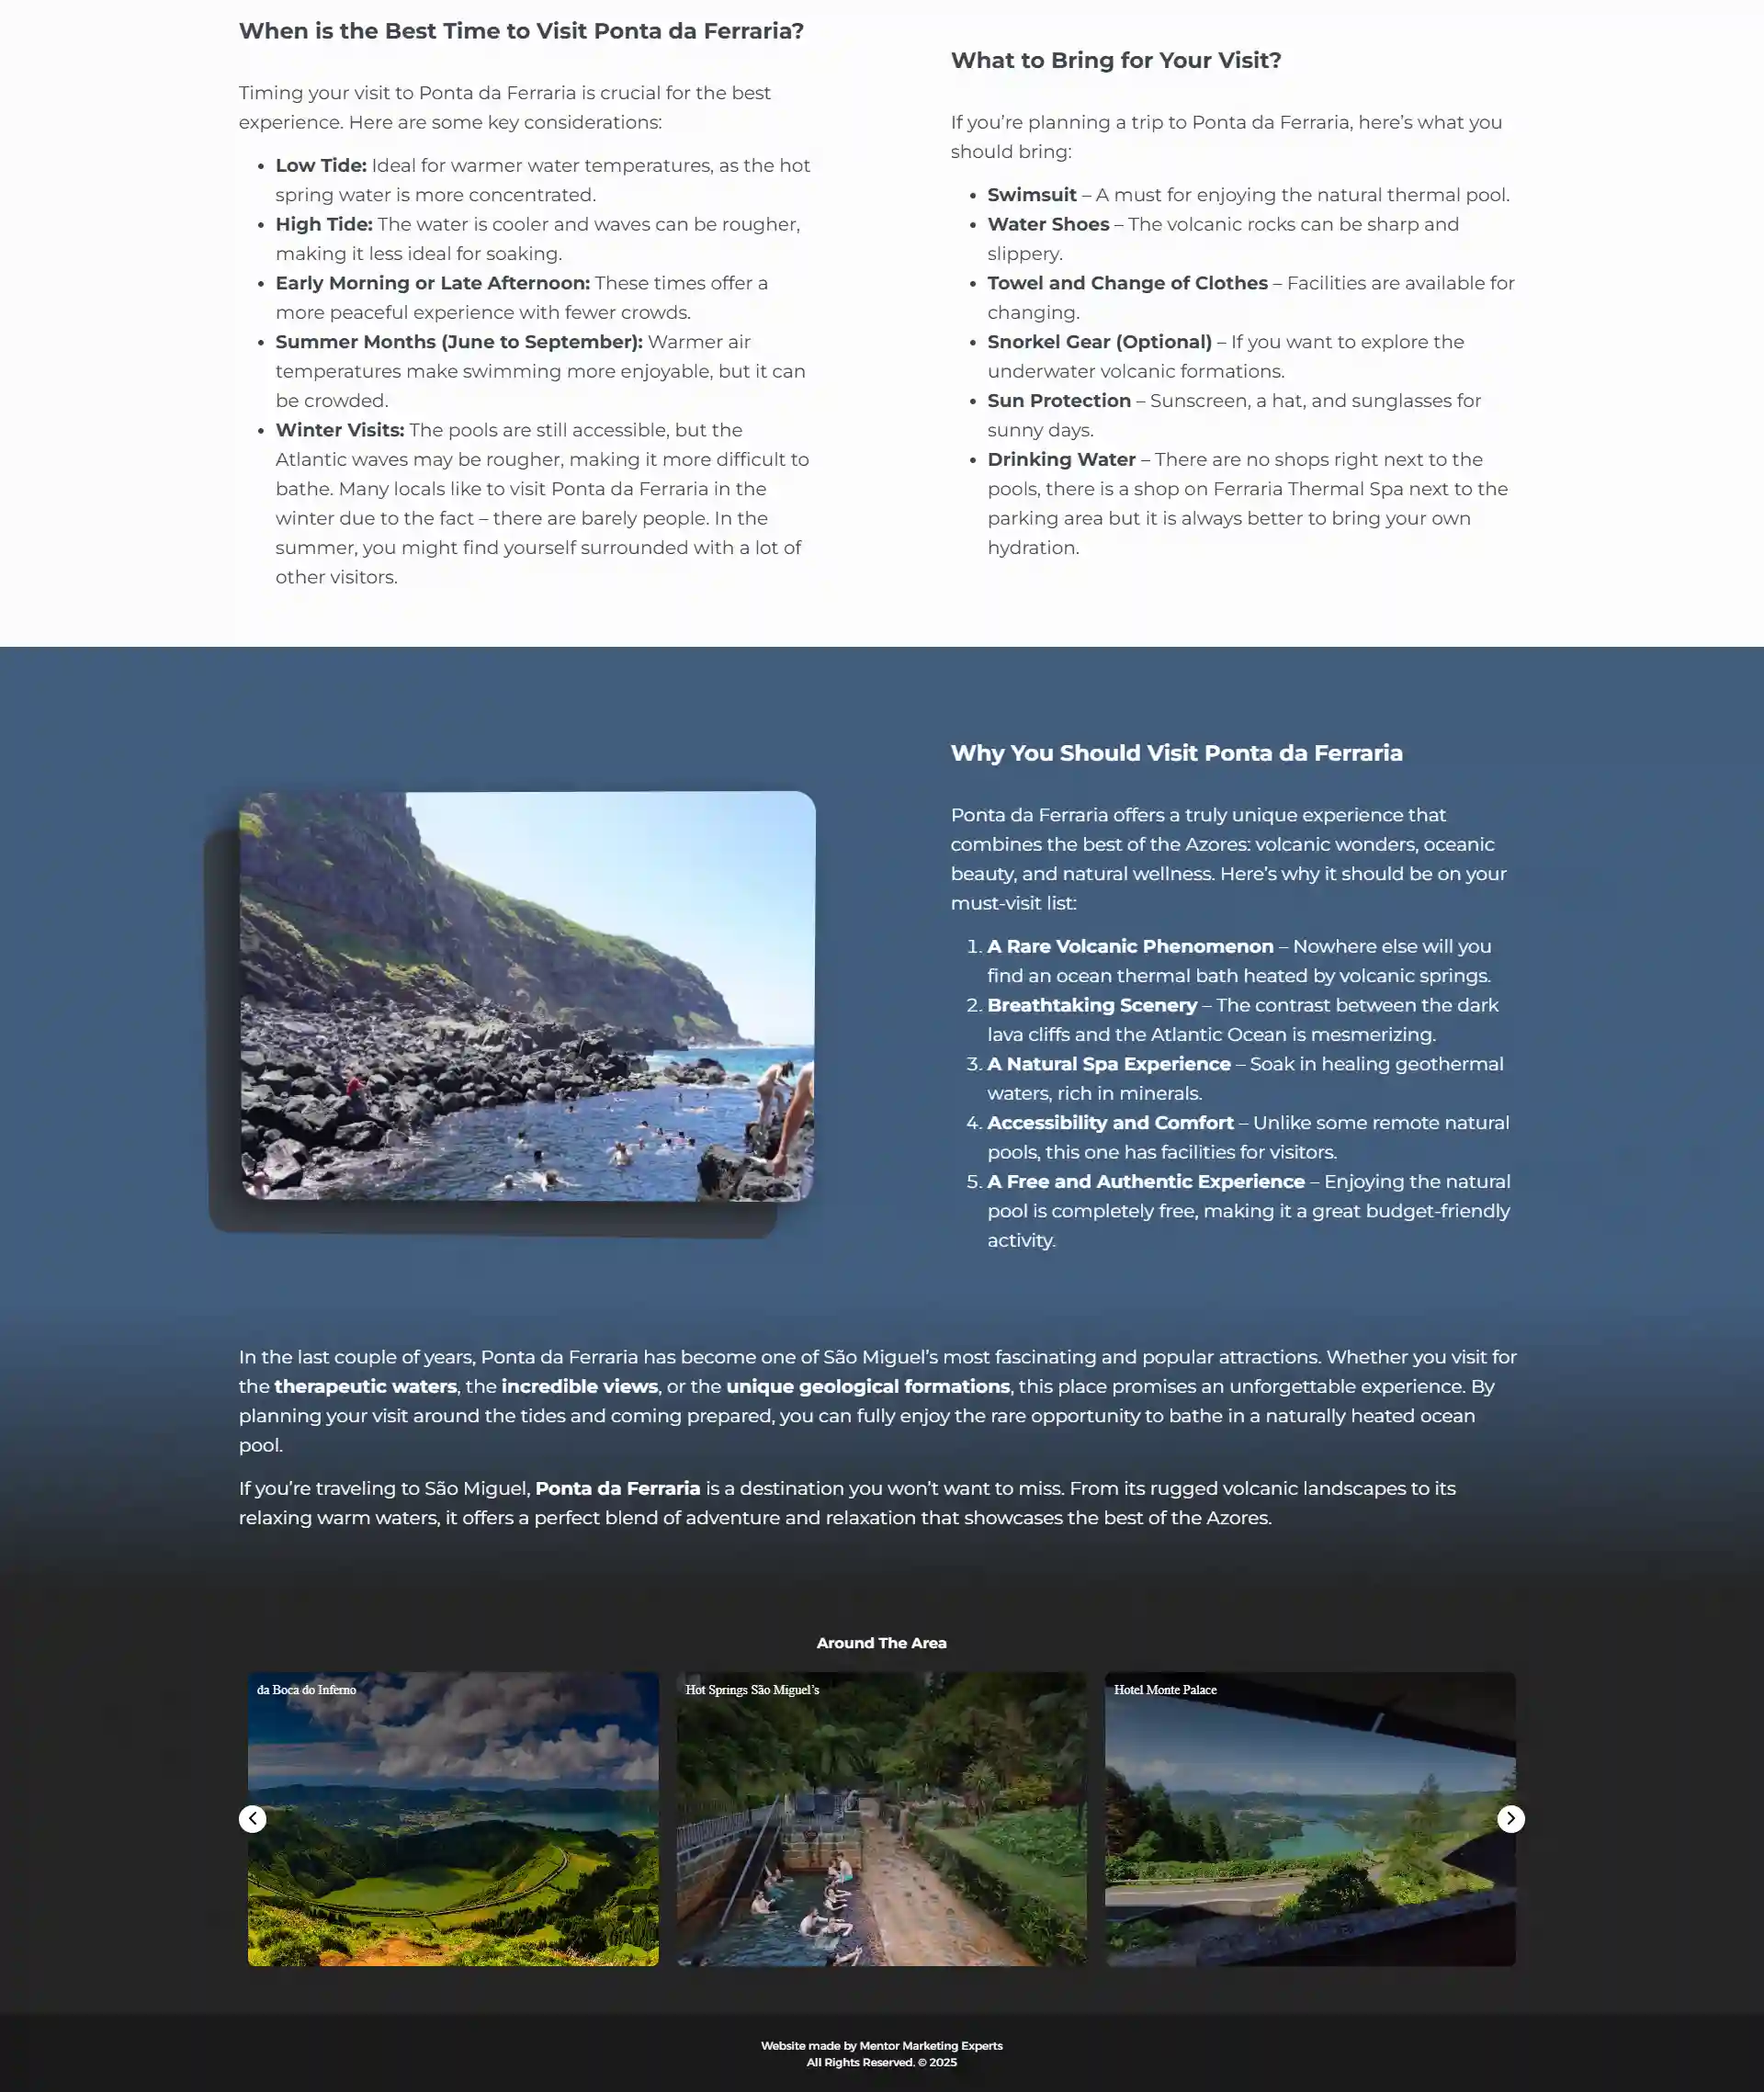 When is the Best Time to Visit Ponta da Ferraria?
Timing your visit to Ponta da Ferraria is crucial for the best
experience. Here are some key considerations:
• Low Tide: Ideal for warmer water temperatures, as the hot
spring water is more concentrated.
• High Tide: The water is cooler and waves can be rougher,
making it less ideal for soaking.
• Early Morning or Late Afternoon: These times offer a
more peaceful experience with fewer crowds.
• Summer Months (June to September): Warmer air
temperatures make swimming more enjoyable, but it can
be crowded.
• Winter Visits: The pools are still accessible, but the
Atlantic waves may be rougher, making it more difficult to
bathe. Many locals like to visit Ponta da Ferraria in the
winter due to the fact – there are barely people. In the
summer, you might find yourself surrounded with a lot of
other visitors.
What to Bring for Your Visit?
If you’re planning a trip to Ponta da Ferraria, here’s what you
should bring:
• Swimsuit – A must for enjoying the natural thermal pool.
• Water Shoes – The volcanic rocks can be sharp and
slippery.
• Towel and Change of Clothes – Facilities are available for
changing.
• Snorkel Gear (Optional) – If you want to explore the
underwater volcanic formations.
• Sun Protection – Sunscreen, a hat, and sunglasses for
sunny days.
• Drinking Water – There are no shops right next to the
pools, there is a shop on Ferraria Thermal Spa next to the
parking area but it is always better to bring your own
hydration.
Why You Should Visit Ponta da Ferraria
Ponta da Ferraria offers a truly unique experience that
combines the best of the Azores: volcanic wonders, oceanic
beauty, and natural wellness. Here’s why it should be on your
must-visit list:
1. A Rare Volcanic Phenomenon – Nowhere else will you
find an ocean thermal bath heated by volcanic springs.
2. Breathtaking Scenery – The contrast between the dark
lava cliffs and the Atlantic Ocean is mesmerizing.
3. A Natural Spa Experience – Soak in healing geothermal
waters, rich in minerals.
4. Accessibility and Comfort – Unlike some remote natural
pools, this one has facilities for visitors.
5. A Free and Authentic Experience – Enjoying the natural
pool is completely free, making it a great budget-friendly
activity.
In the last couple of years, Ponta da Ferraria has become one of São Miguel’s most fascinating and popular attractions. Whether you visit for
the therapeutic waters, the incredible views, or the unique geological formations, this place promises an unforgettable experience. By
planning your visit around the tides and coming prepared, you can fully enjoy the rare opportunity to bathe in a naturally heated ocean
pool.
If you’re traveling to São Miguel, Ponta da Ferraria is a destination you won’t want to miss. From its rugged volcanic landscapes to its
relaxing warm waters, it offers a perfect blend of adventure and relaxation that showcases the best of the Azores.
Around The Area
da Boca do Inferno
Hot Springs São Miguel’s
Hotel Monte Palace
Website made by Mentor Marketing Experts
All Rights Reserved. © 2025